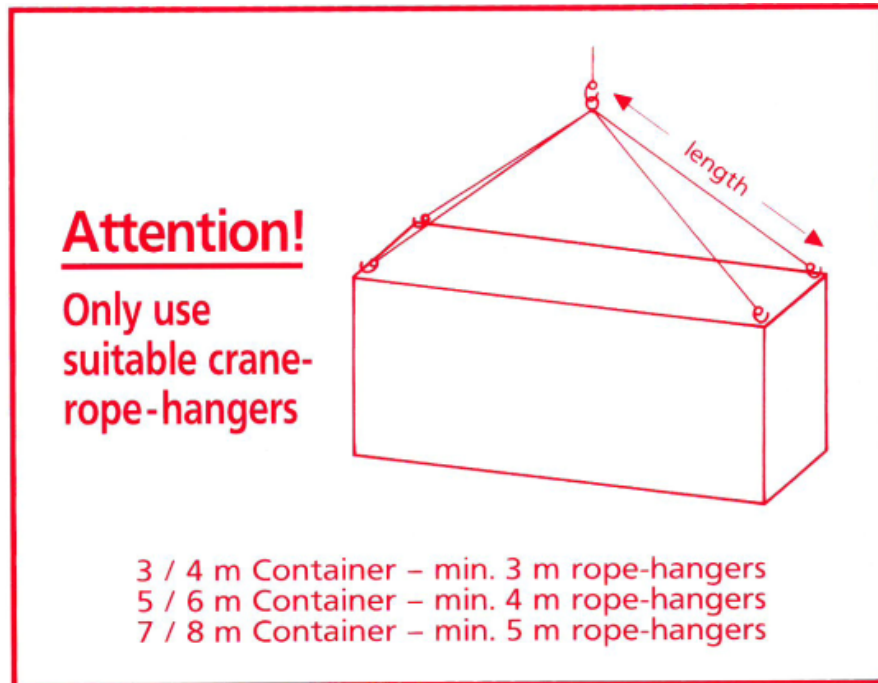 length
Attention!
Only use
suitable crane-
rope-hangers
3 / 4 m Container – min. 3 m rope-hangers
5 / 6 m Container – min. 4 m rope-hangers
7 / 8 m Container – min. 5 m rope-hangers